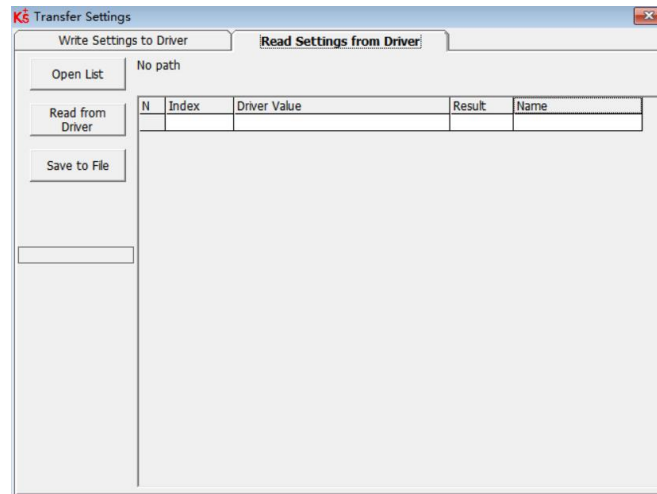 KS Transfer Settings
Write Settings to Driver
Read Settings from Driver
Open List
No path
N Index Driver Value Result Name
Read from
Driver
Save to File